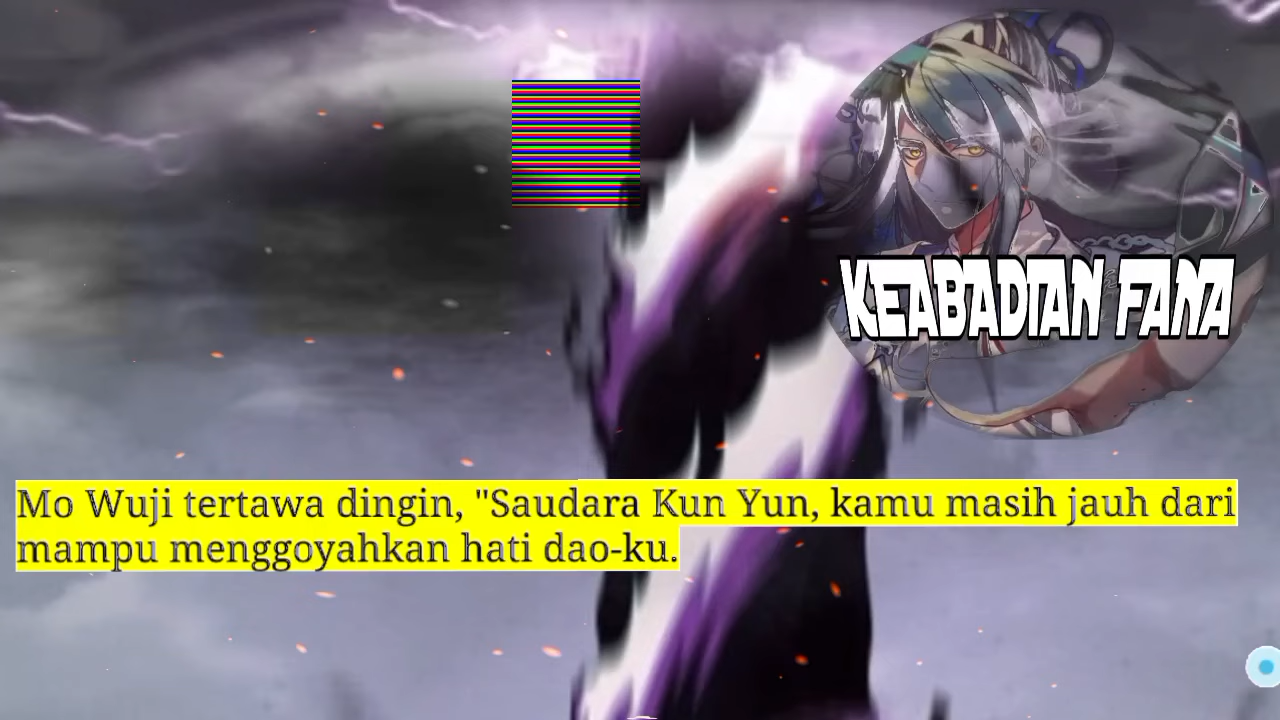 KEABADIAN FANA
Mo Wuji tertawa dingin, "Saudara Kun Yun, kamu masih jauh dari
mampu menggoyahkan hati dao-ku.